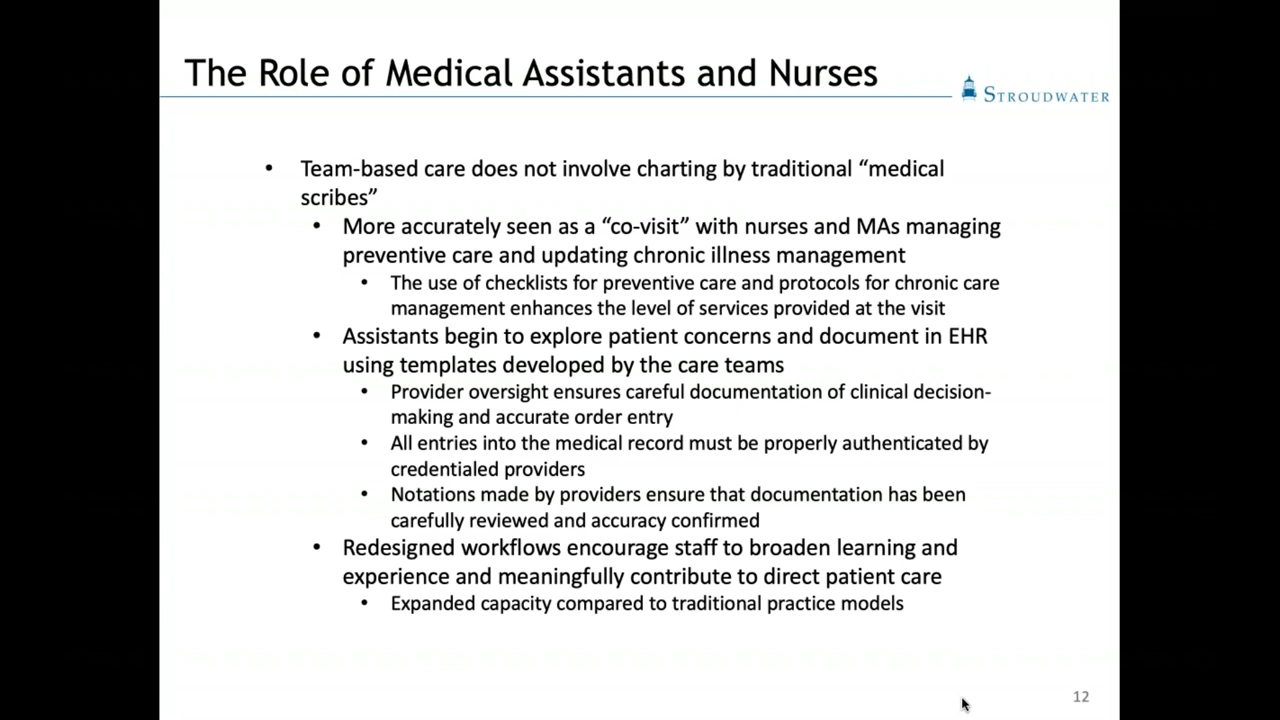 The Role of Medical Assistants and Nurses
STROUDWATER
• Team-based care does not involve charting by traditional “medical
scribes”
• More accurately seen as a “co-visit” with nurses and MAs managing
preventive care and updating chronic illness management
• The use of checklists for preventive care and protocols for chronic care
management enhances the level of services provided at the visit
• Assistants begin to explore patient concerns and document in EHR
using templates developed by the care teams
• Provider oversight ensures careful documentation of clinical decision-
making and accurate order entry
• All entries into the medical record must be properly authenticated by
credentialed providers
• Notations made by providers ensure that documentation has been
carefully reviewed and accuracy confirmed
• Redesigned workflows encourage staff to broaden learning and
experience and meaningfully contribute to direct patient care
• Expanded capacity compared to traditional practice models
12